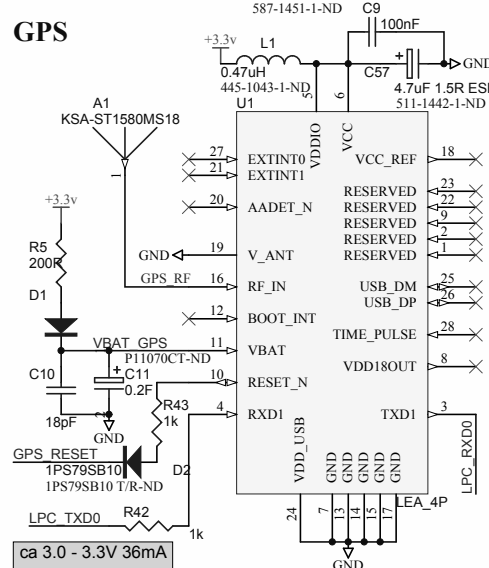 587-1451-1-ND
GPS
C9
100nF
+3.3v
L1
0.47uH
445-1043-1-ND
C57
GND
4.7uF 1.5R ESR
511-1442-1-ND
A1
KSA-ST1580MS18
U1
5
6
VDDIO
VCC
27 EXTINT0
21 EXTINT1
20 AADET_N
GND 19 V_ANT
1
GPS_RF 16 RF_IN
12 BOOT_INT
VBAT_GPS 11 VBAT
P11070CT-ND
10 RESET_N
4 RXD1
VCC_REF 18
RESERVED 23
RESERVED 22
RESERVED 9
RESERVED 2
RESERVED 1
USB_DM 25
USB_DP 26
TIME_PULSE 28
VDD18OUT 8
TXD1 3
+3.3v
R5
200R
D1
C10
18pF
+ C11
0.2F
2
GND
R43
1k
GPS_RESET
1PS79SB10
D2
1PS79SB10 T/R-ND
LPC_TXD0
R42
1k
LPC_RXD0
VDD_USB
GND
GND
GND
GND
GND
24
7
13
14
15
17
LEA_4P
GND
ca 3.0 - 3.3V 36mA